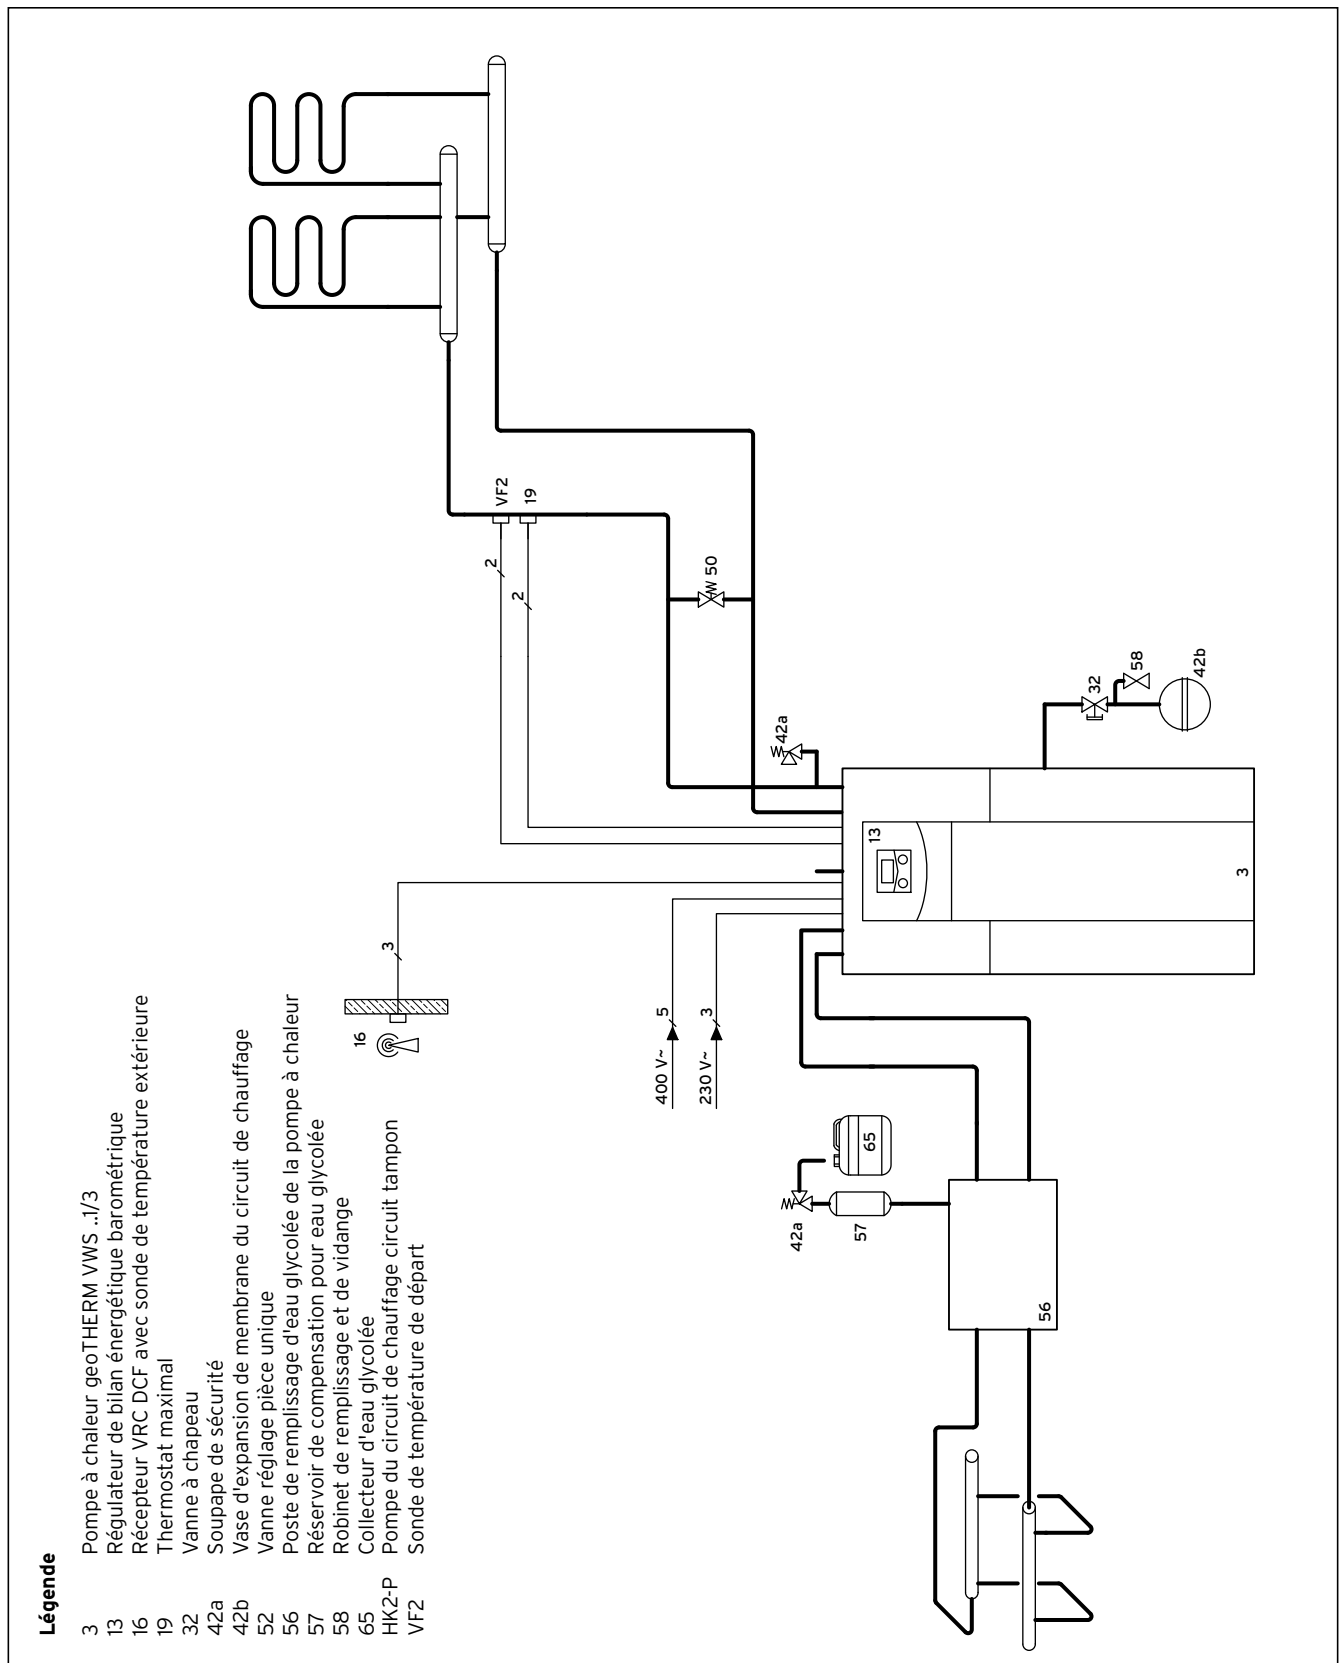 Légende
3 Pompe à chaleur geoTHERM VWS ..1/3
13 Régulateur de bilan énergétique barométrique
16 Récepteur VRC DCF avec sonde de température extérieure
19 Thermostat maximal
32 Vanne à chapeau
42a Soupape de sécurité
42b Vase d'expansion de membrane du circuit de chauffage
52 Vanne réglage pièce unique
56 Poste de remplissage d'eau glycolée de la pompe à chaleur
57 Réservoir de compensation pour eau glycolée
58 Robinet de remplissage et de vidange
65 Collecteur d'eau glycolée
HK2-P Pompe du circuit de chauffage circuit tampon
VF2 Sonde de température de départ
16
3
VF2
19
2
2
50
42a
400 V~
5
230 V~
3
32
58
42b
13
3
65
42a
57
56